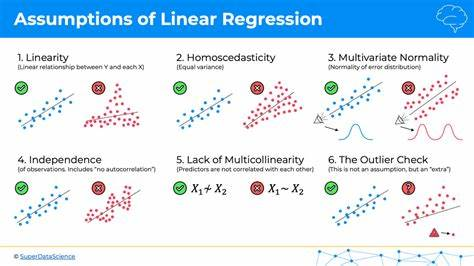 Assumptions of Linear Regression
1. Linearity
(Linear relationship between Y and each X)
2. Homoscedasticity
(Equal variance)
3. Multivariate Normality
(Normality of error distribution)
4. Independence
(of observations. Includes "no autocorrelation")
5. Lack of Multicollinearity
(Predictors are not correlated with each other)
X₁ ≁ X₂
X₁ ~ X₂
6. The Outlier Check
(This is not an assumption, but an "extra")
?
© SuperDataScience